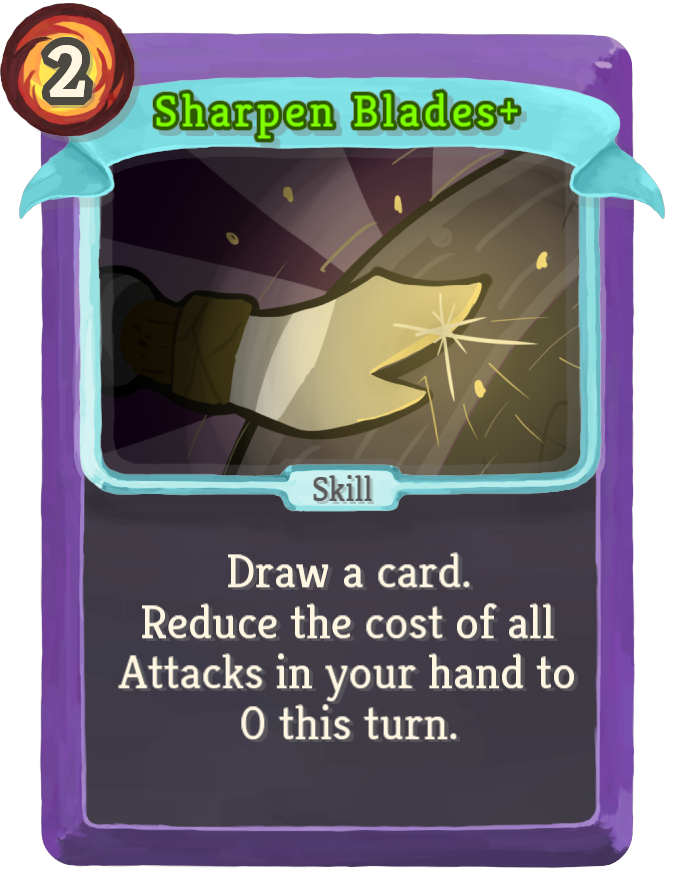 2
Sharpen Blades+
Skill
Draw a card.
Reduce the cost of all
Attacks in your hand to
0 this turn.